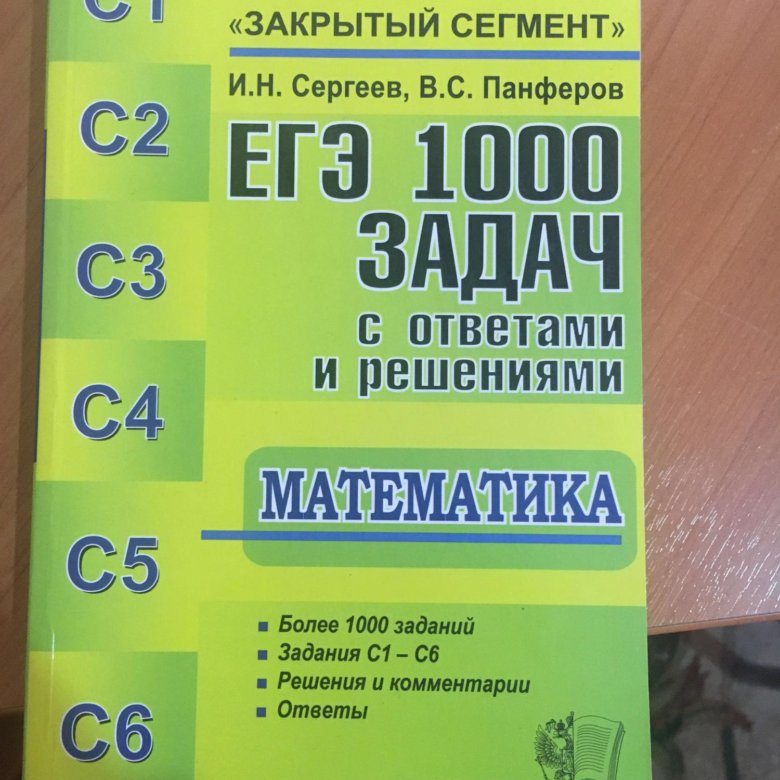 С1
«ЗАКРЫТЫЙ СЕГМЕНТ»
И.Н. Сергеев, В.С. Панферов
С2
ЕГЭ 1000
ЗАДАЧ
С3
с ответами
и решениями
С4
МАТЕМАТИКА
С5
Более 1000 заданий
Задания С1 – С6
Решения и комментарии
Ответы
С6